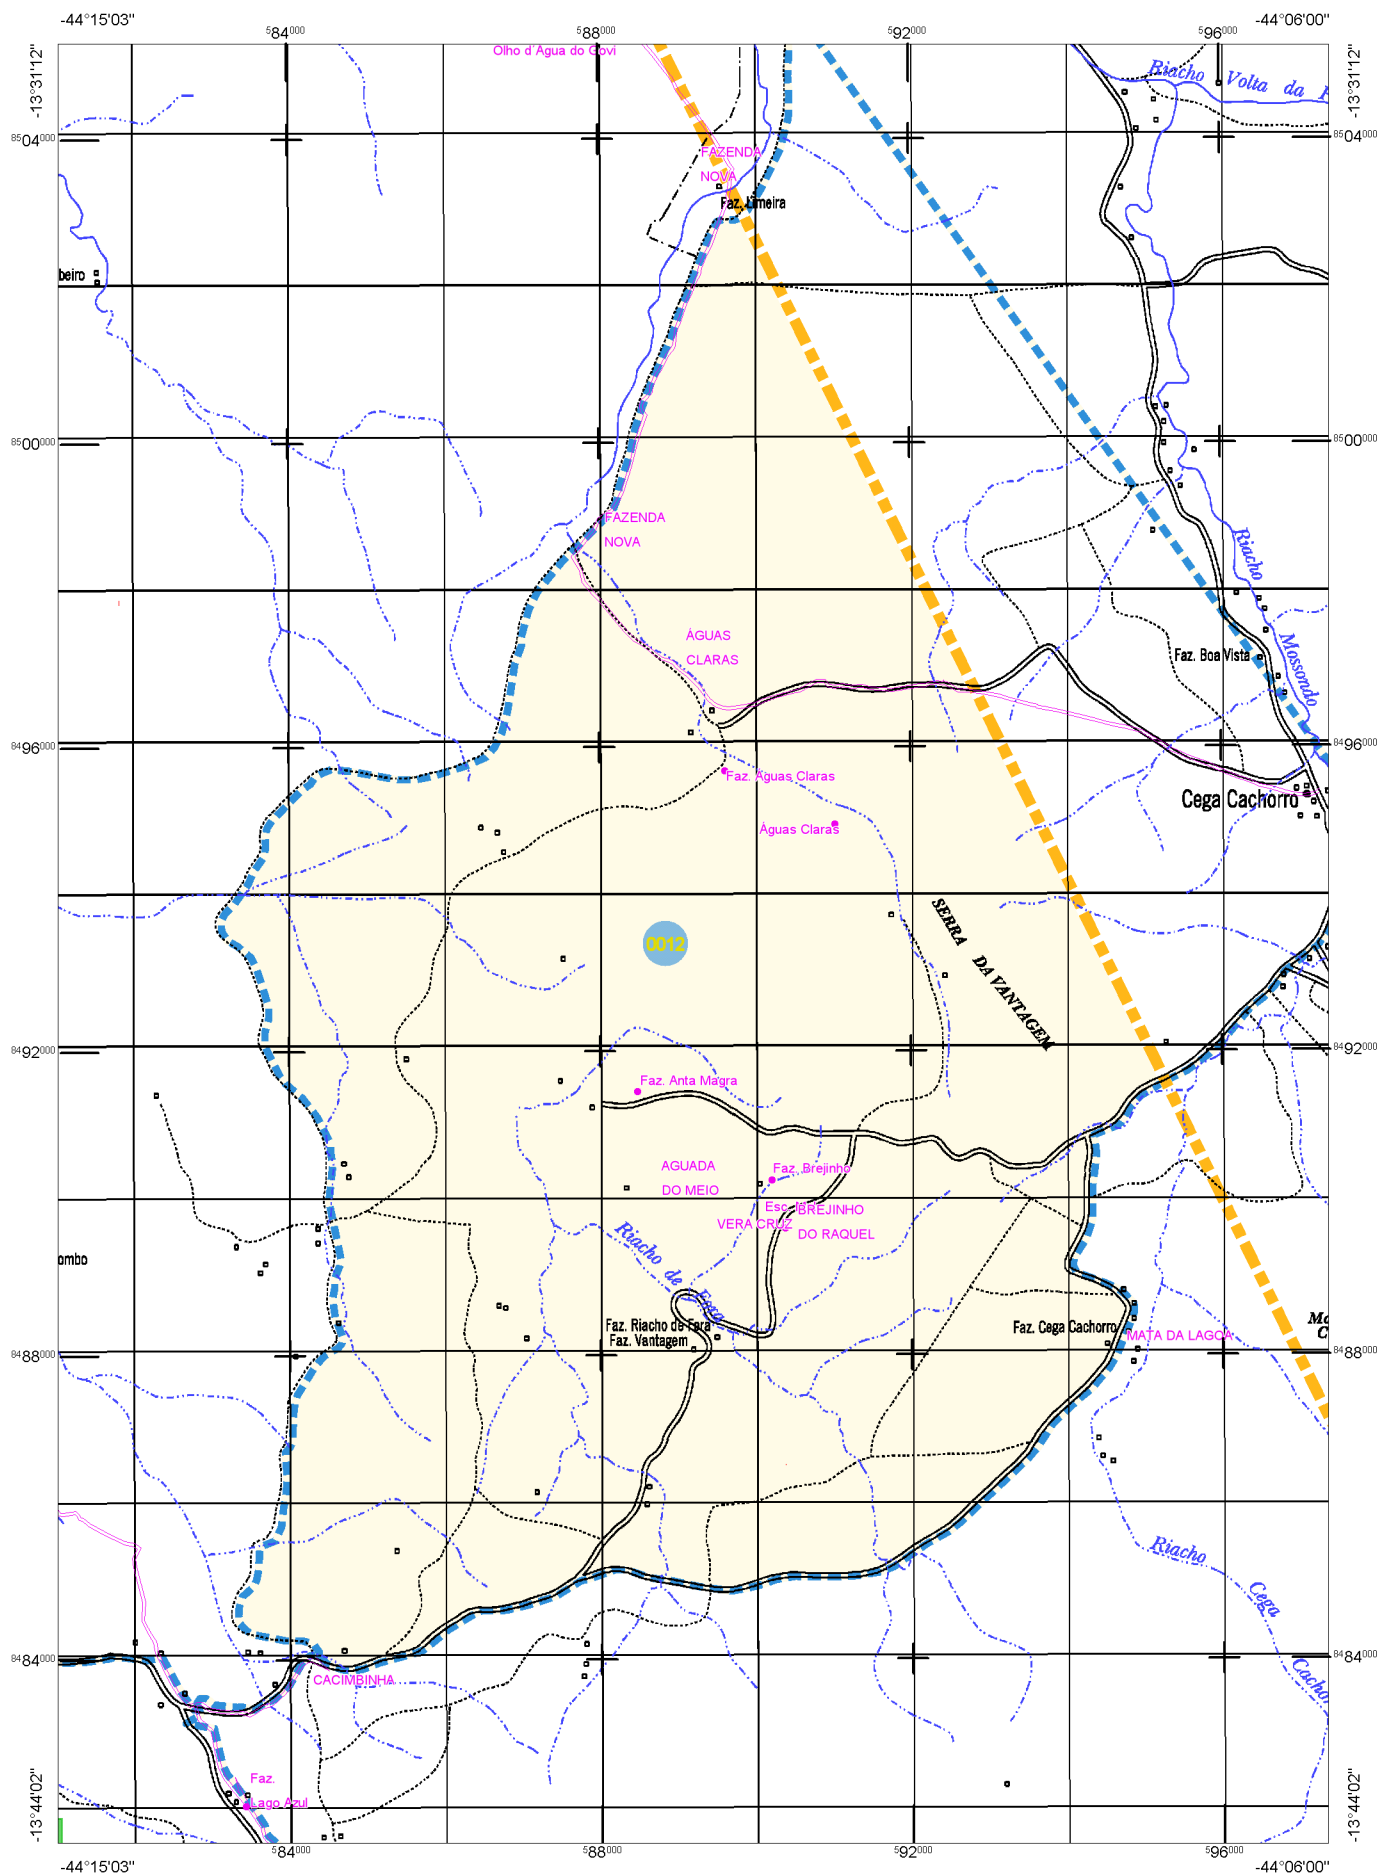 -44°15'03"
-44°06'00"
584000
588000
592000
596000
-13°31'12"
-13°31'12"
Olho d'Água do Govi
Riacho Volta da
8504000
8504000
FAZENDA
NOVA
Faz. Limeira
beiro
8500000
8500000
FAZENDA
NOVA
Riacho
Mossondo
ÁGUAS
CLARAS
Faz. Boa Vista
8496000
8496000
Faz. Águas Claras
Cega Cachorro
Águas Claras
SERRA DA VANTAGEM
0012
8492000
8492000
Faz. Anta Magra
AGUADA
DO MEIO
Faz. Brejinho
Esc.
BREJINHO
VERA CRUZ
DO RAQUEL
Riacho de Fora
ombo
Faz. Riacho de Fora
Faz. Vantagem
Faz. Cega Cachorro
MATA DA LAGOA
8488000
8488000
Riacho
Cega
Cachor
8484000
8484000
CACIMBINHA
Faz.
Lago Azul
-13°44'02"
-13°44'02"
584000
588000
592000
596000
-44°15'03"
-44°06'00"